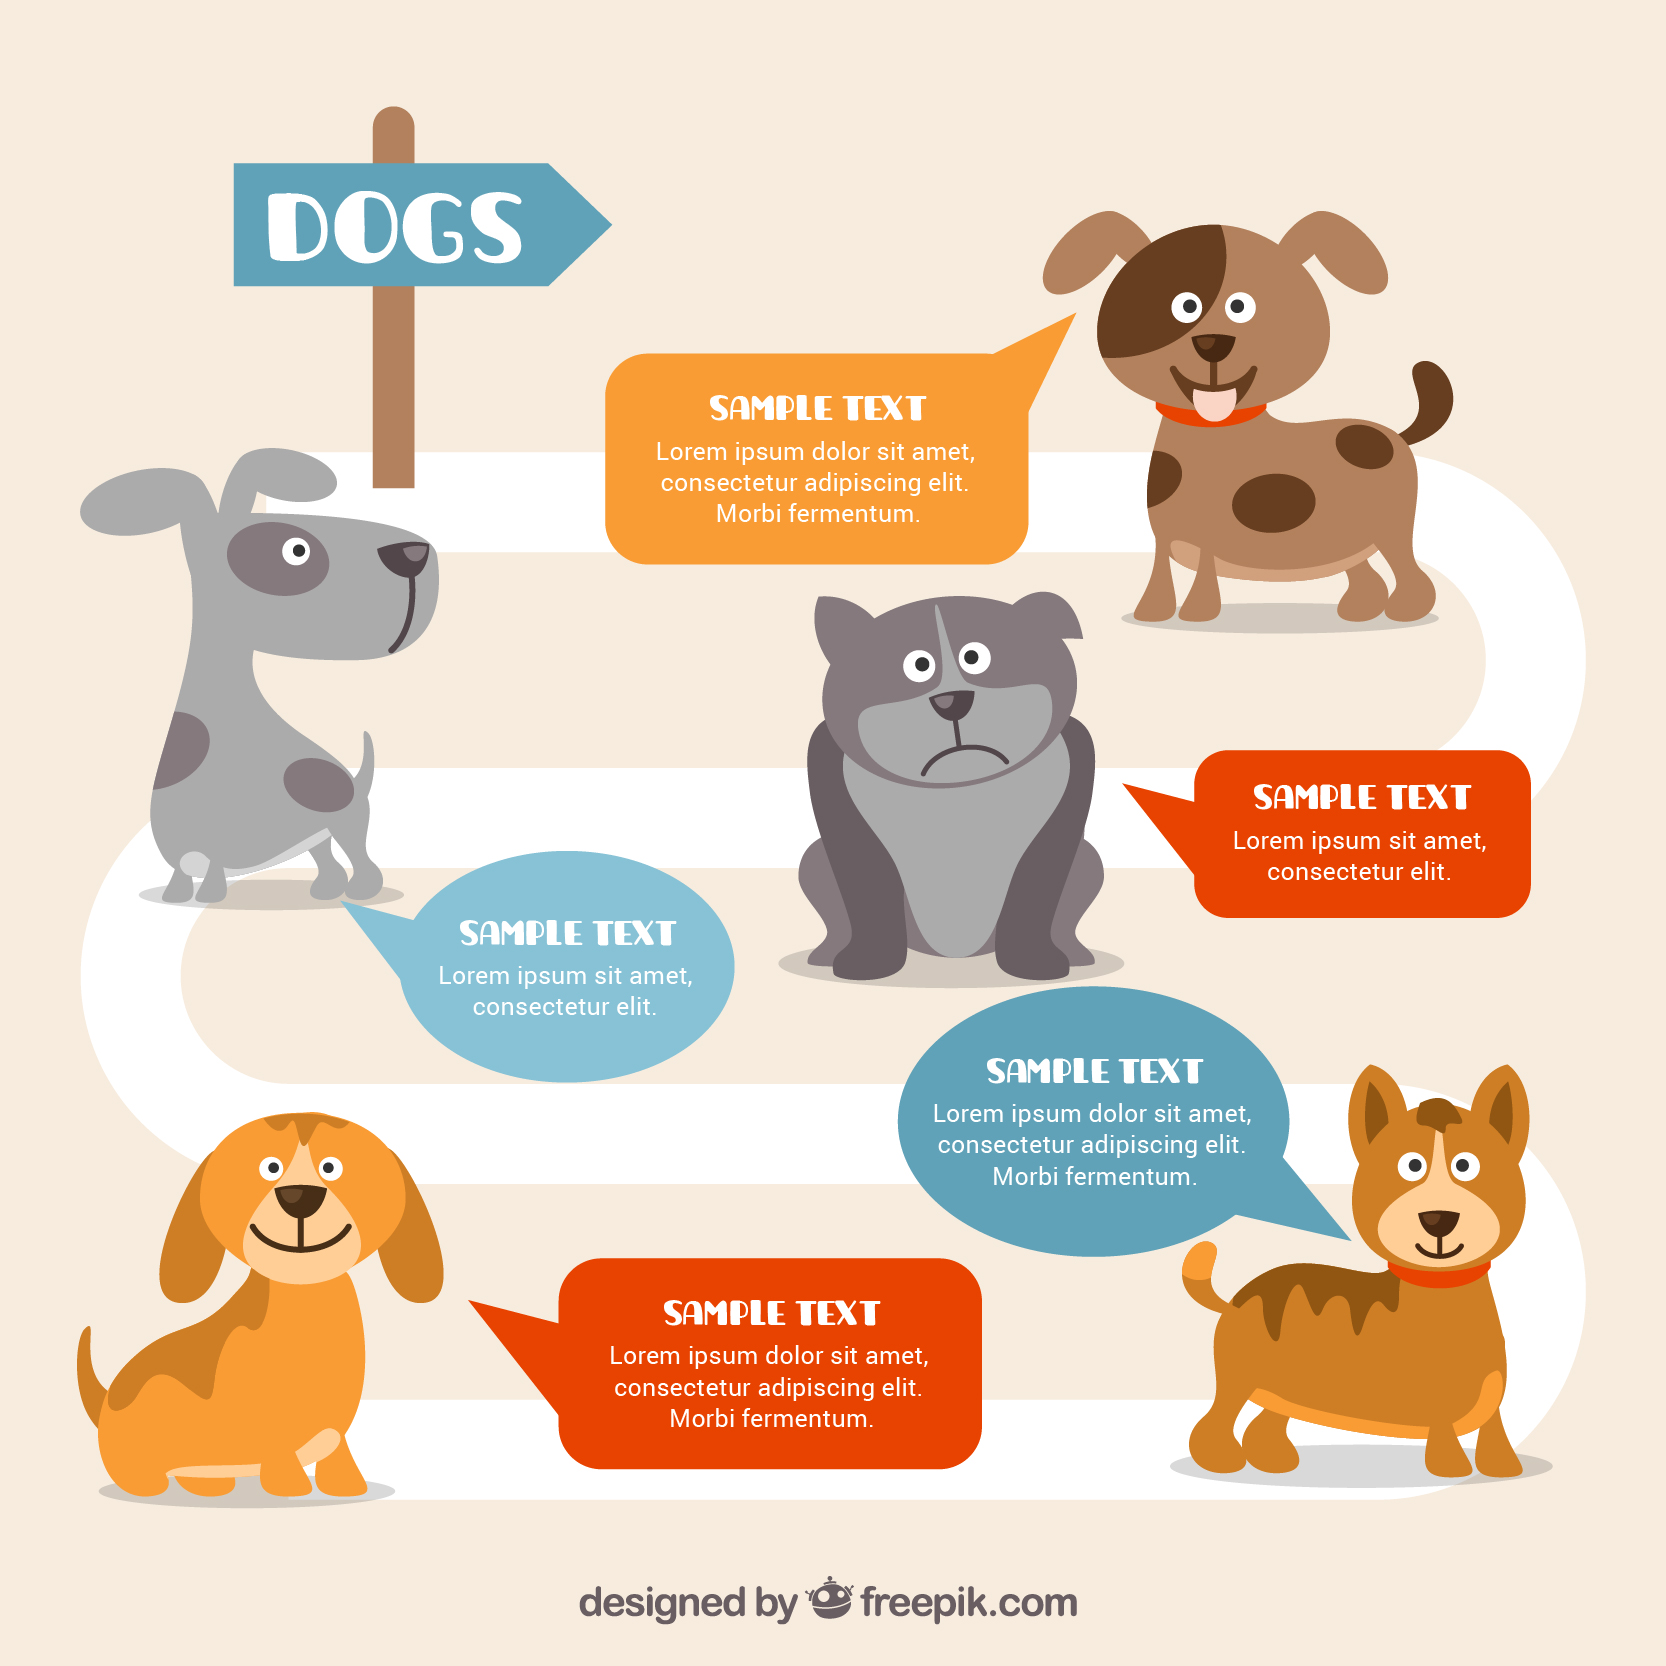 DOGS
SAMPLE TEXT
Lorem ipsum dolor sit amet,
consectetur adipiscing elit.
Morbi fermentum.
SAMPLE TEXT
Lorem ipsum sit amet,
consectetur elit.
SAMPLE TEXT
Lorem ipsum sit amet,
consectetur elit.
SAMPLE TEXT
Lorem ipsum dolor sit amet,
consectetur adipiscing elit.
Morbi fermentum.
SAMPLE TEXT
Lorem ipsum dolor sit amet,
consectetur adipiscing elit.
Morbi fermentum.
designed by freepik.com